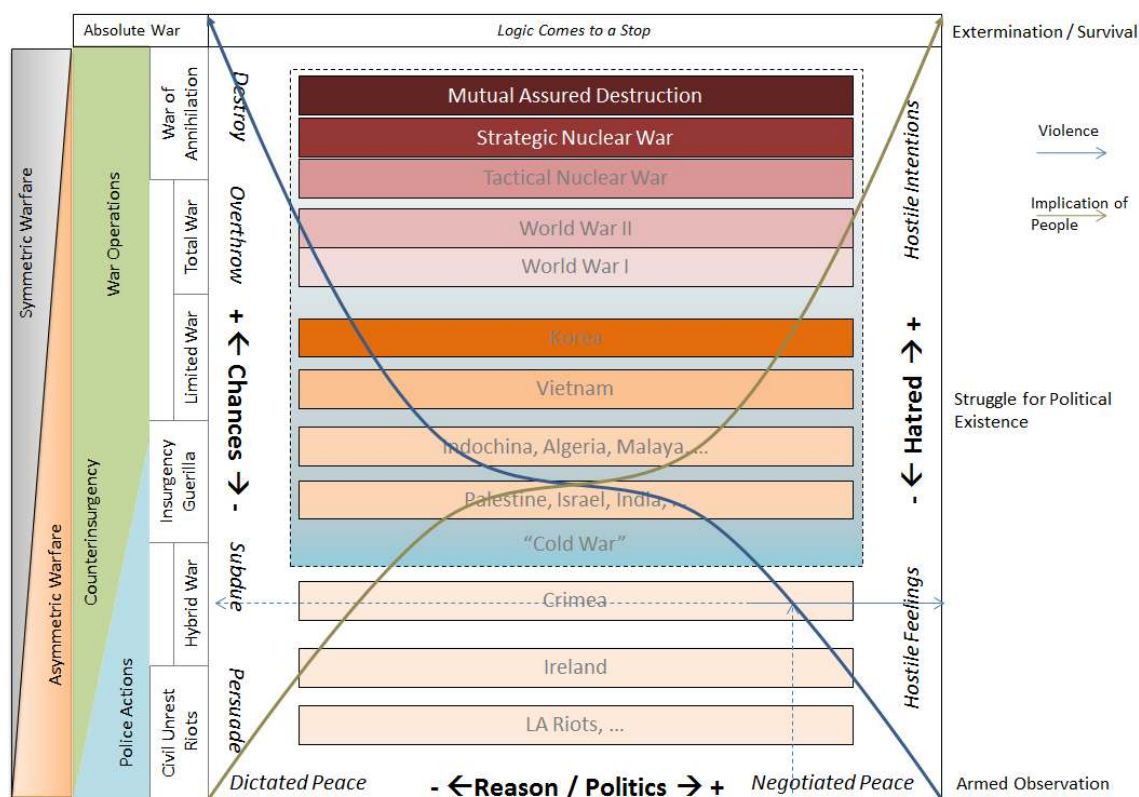 Absolute War
Logic Comes to a Stop
Extermination / Survival
Symmetric Warfare
Asymmetric Warfare
War Operations
Counterinsurgency
Police Actions
War of
Annihilation
Total War
Limited War
Insurgency
Guerilla
Hybrid War
Civil Unrest
Riots
Destroy
Overthrow
- ← Chances → +
Subdue
Persuade
Mutual Assured Destruction
Strategic Nuclear War
Tactical Nuclear War
World War II
World War I
Korea
Vietnam
Indochina, Algeria, Malaya, ...
Palestine, Israel, India, .
“Cold War”
Crimea
Ireland
LA Riots, ...
Hostile Intentions
- ← Hatred → +
Hostile Feelings
Violence
Implication of
People
Struggle for Political
Existence
Dictated Peace
- ←Reason / Politics → +
Negotiated Peace
Armed Observation